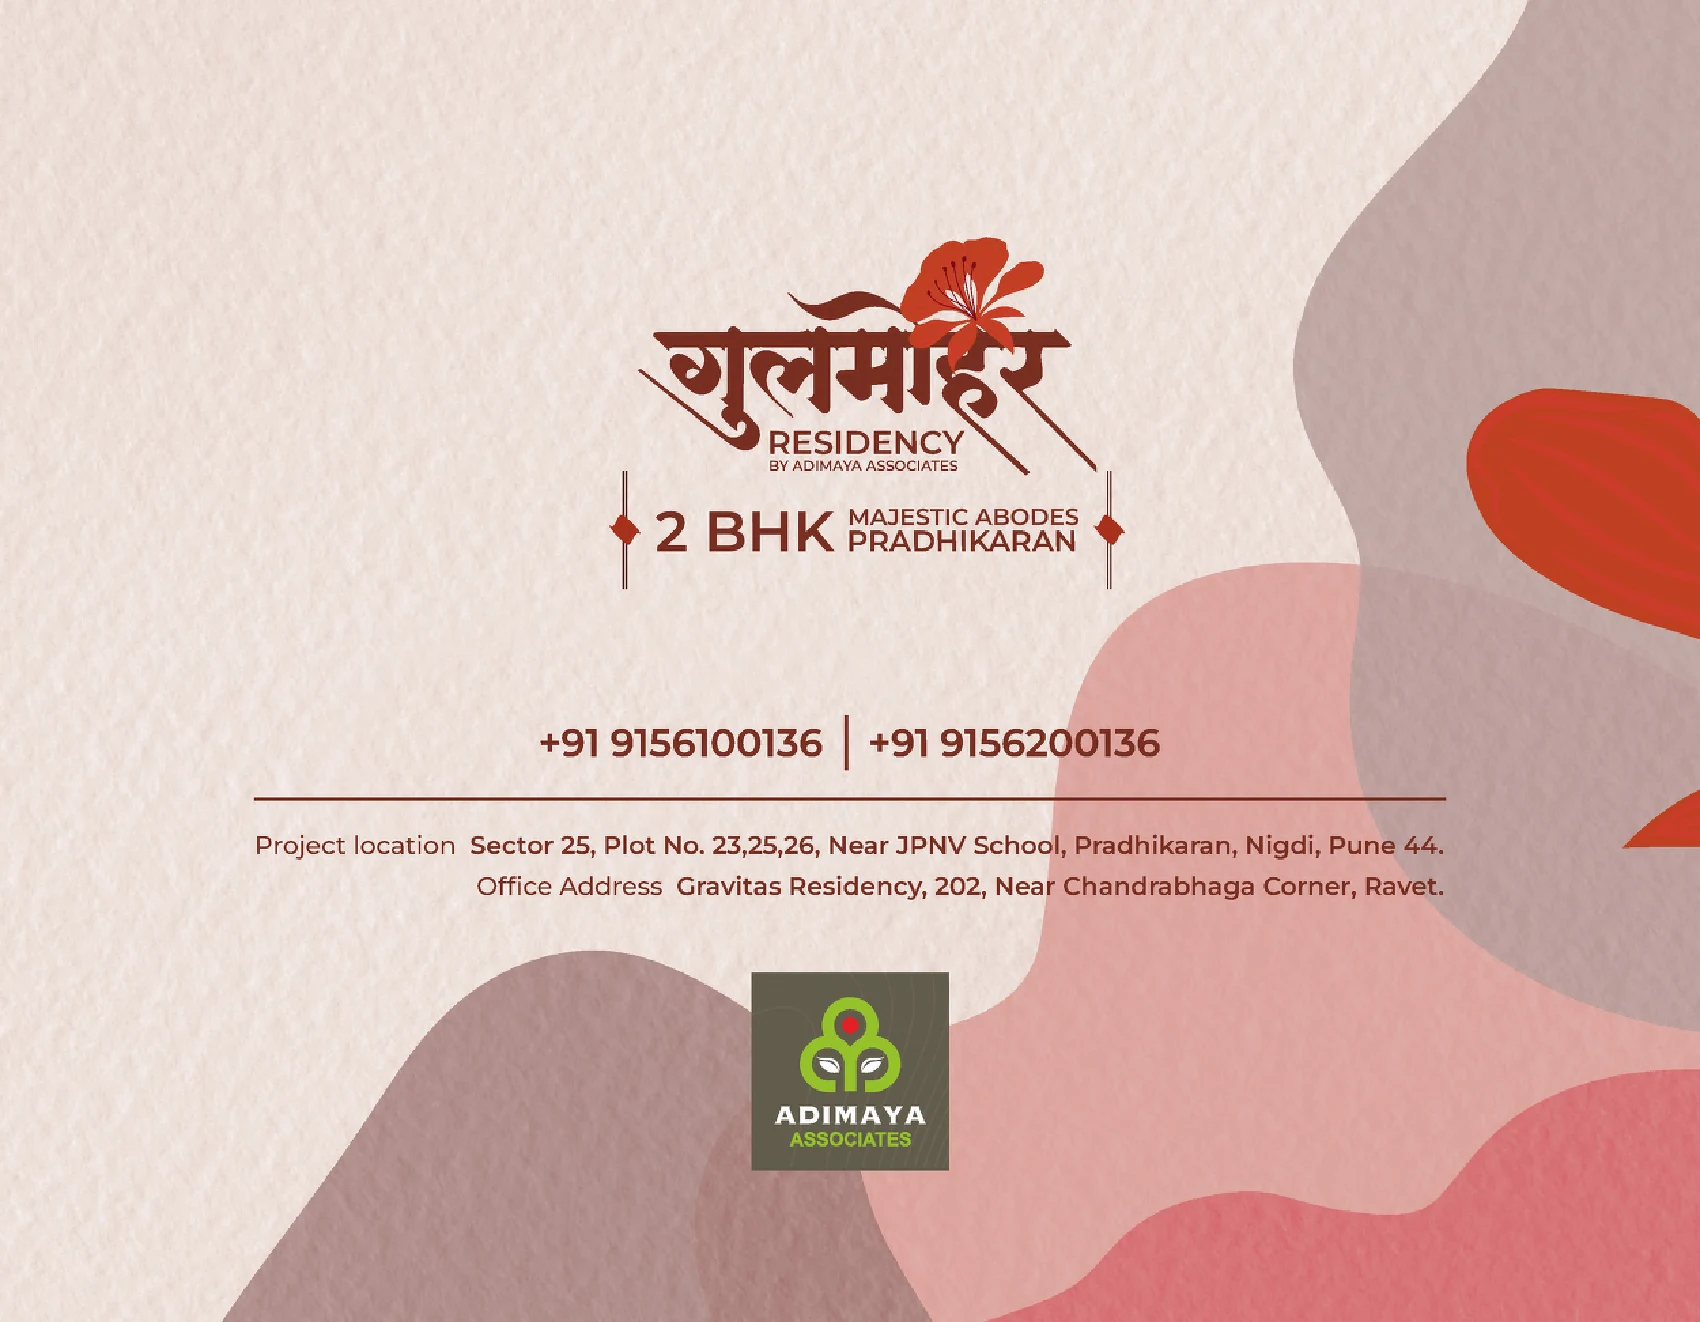 गुलमोहर
RESIDENCY
BY ADIMAYA ASSOCIATES
2 BHK MAJESTIC ABODES
PRADHIKARAN
+91 9156100136 | +91 9156200136
Project location Sector 25, Plot No. 23,25,26, Near JPNV School, Pradhikaran, Nigdi, Pune 44.
Office Address Gravitas Residency, 202, Near Chandrabhaga Corner, Ravet.
ADIMAYA
ASSOCIATES